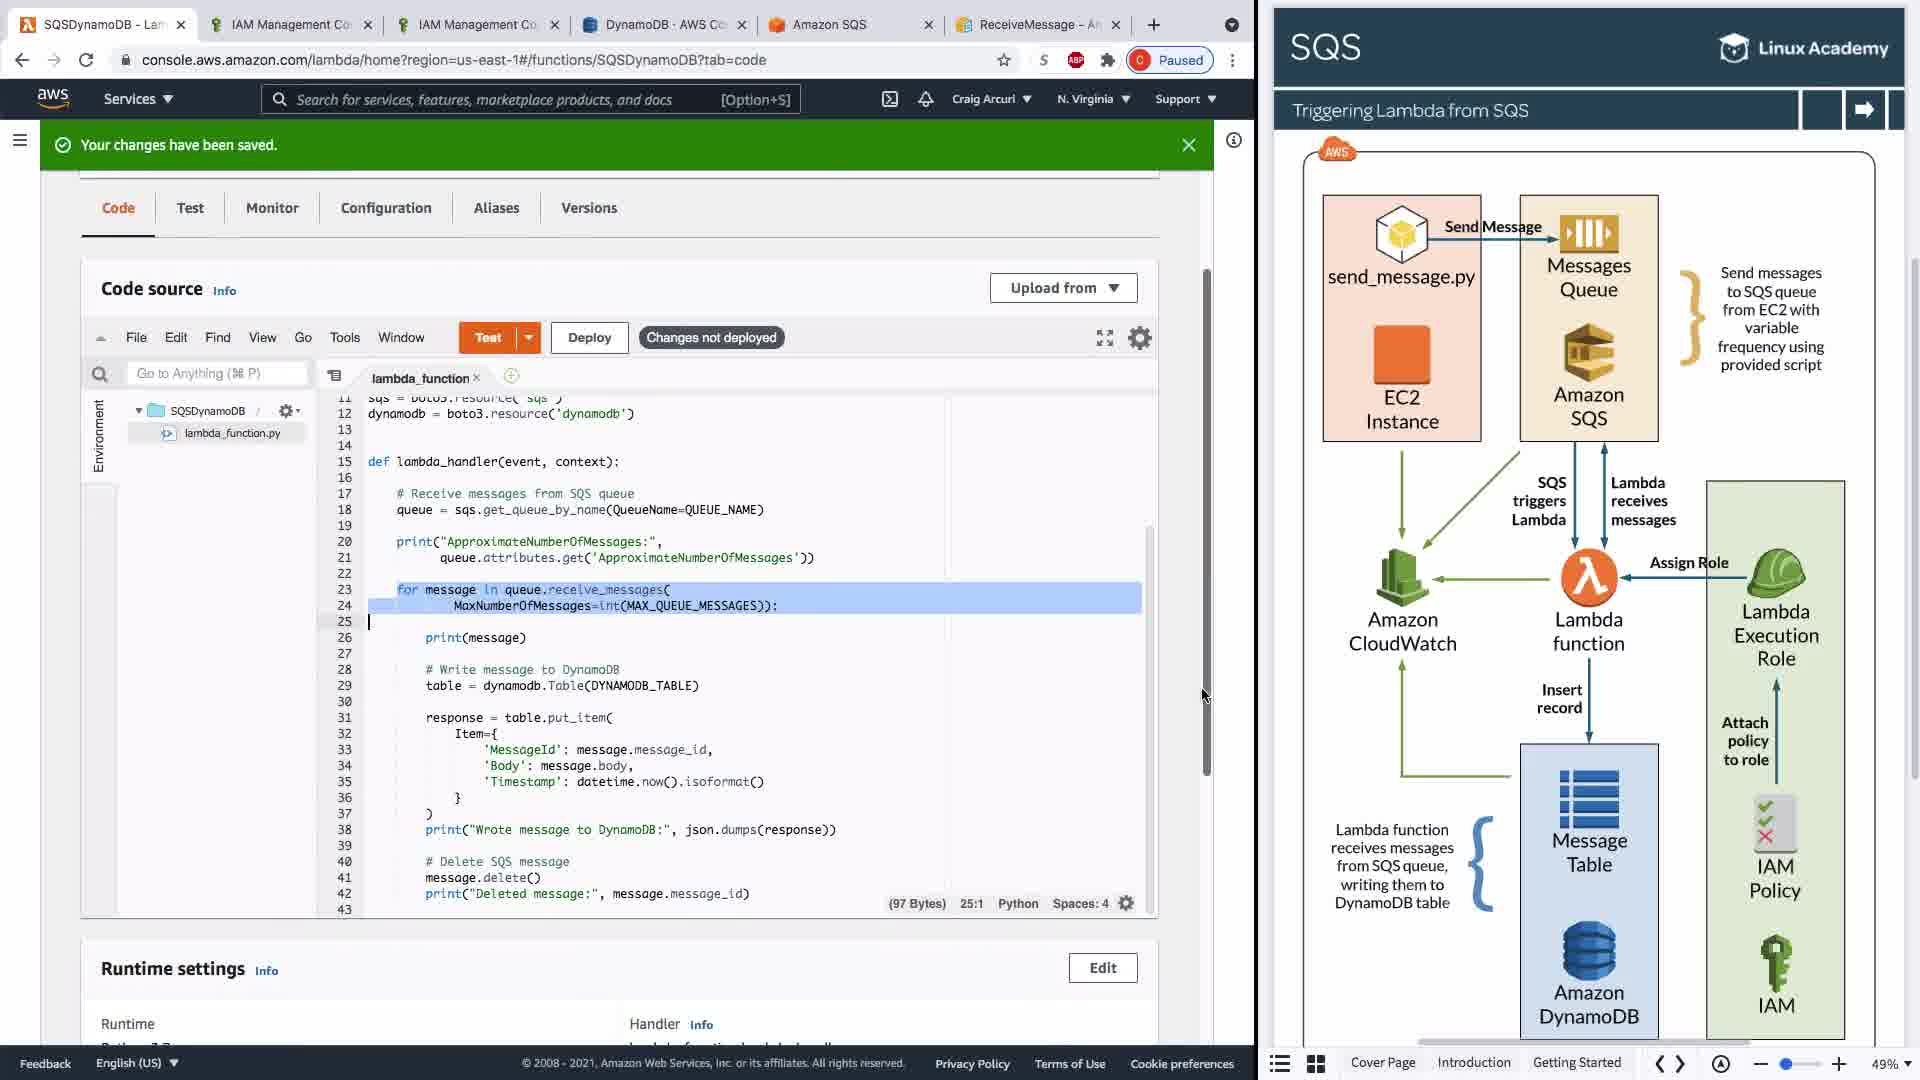 SQSDynamoDB - Lam
IAM Management Co
IAM Management Co
DynamoDB · AWS Co
Amazon SQS
ReceiveMessage - A
console.aws.amazon.com/lambda/home?region=us-east-1#/functions/SQSDynamoDB?tab=code
S
ABP
C Paused
aws
Services
Search for services, features, marketplace products, and docs [Option+S]
Craig Arcuri
N. Virginia
Support
Your changes have been saved.
Code
Test
Monitor
Configuration
Aliases
Versions
Code source Info
Upload from
File Edit Find View Go Tools Window
Test
Deploy
Changes not deployed
Go to Anything (⌘ P)
lambda_function
Environment
SQSDynamoDB /
lambda_function.py
11 sqs = boto3.resource('sqs')
12 dynamodb = boto3.resource('dynamodb')
13
14
15 def lambda_handler(event, context):
16
17 # Receive messages from SQS queue
18 queue = sqs.get_queue_by_name(QueueName=QUEUE_NAME)
19
20 print("ApproximateNumberOfMessages:",
21 queue.attributes.get('ApproximateNumberOfMessages'))
22
23 for message in queue.receive_messages(
24 MaxNumberOfMessages=int(MAX_QUEUE_MESSAGES)):
25
26 print(message)
27
28 # Write message to DynamoDB
29 table = dynamodb.Table(DYNAMODB_TABLE)
30
31 response = table.put_item(
32 Item={
33 'MessageId': message.message_id,
34 'Body': message.body,
35 'Timestamp': datetime.now().isoformat()
36 }
37 )
38 print("Wrote message to DynamoDB:", json.dumps(response))
39
40 # Delete SQS message
41 message.delete()
42 print("Deleted message:", message.message_id)
43
(97 Bytes) 25:1 Python Spaces: 4
Runtime settings Info
Edit
Runtime
Handler Info
Feedback
English (US)
© 2008 - 2021, Amazon Web Services, Inc. or its affiliates. All rights reserved.
Privacy Policy
Terms of Use
Cookie preferences
SQS
Linux Academy
Triggering Lambda from SQS
AWS
send_message.py
Send Message
Messages
Queue
EC2
Instance
Amazon
SQS
Send messages
to SQS queue
from EC2 with
variable
frequency using
provided script
SQS
triggers
Lambda
Lambda
receives
messages
Assign Role
Amazon
CloudWatch
Lambda
function
Lambda
Execution
Role
Insert
record
Attach
policy
to role
Lambda function
receives messages
from SQS queue,
writing them to
DynamoDB table
Message
Table
IAM
Policy
Amazon
DynamoDB
IAM
Cover Page
Introduction
Getting Started
49%